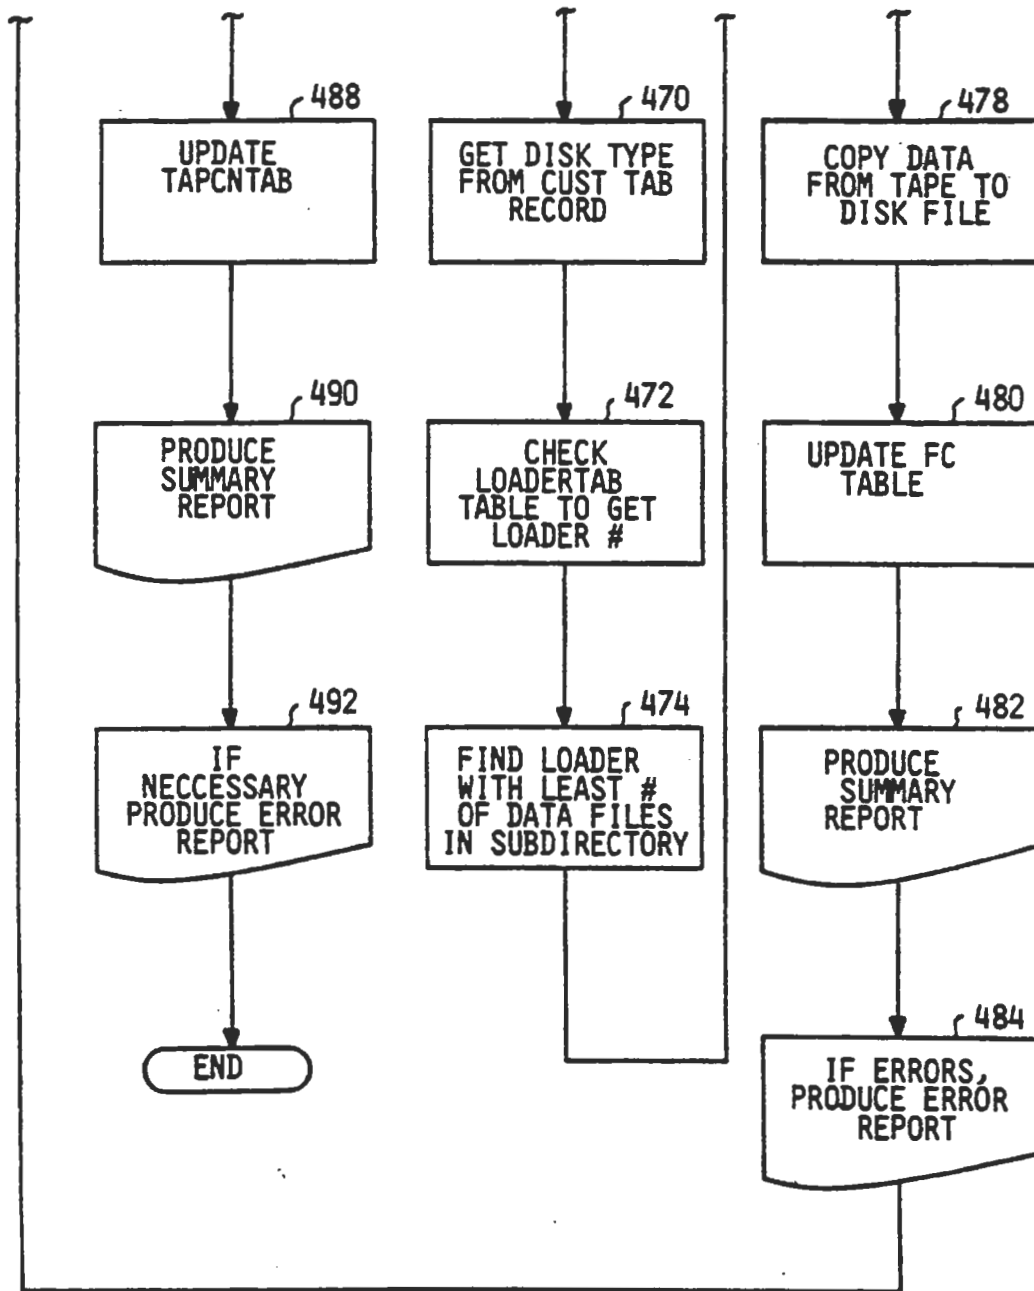 488
UPDATE
TAPCNTAB
490
PRODUCE
SUMMARY
REPORT
492
IF
NECCESSARY
PRODUCE ERROR
REPORT
END
470
GET DISK TYPE
FROM CUST TAB
RECORD
472
CHECK
LOADERTAB
TABLE TO GET
LOADER #
474
FIND LOADER
WITH LEAST #
OF DATA FILES
IN SUBDIRECTORY
478
COPY DATA
FROM TAPE TO
DISK FILE
480
UPDATE FC
TABLE
482
PRODUCE
SUMMARY
REPORT
484
IF ERRORS,
PRODUCE ERROR
REPORT